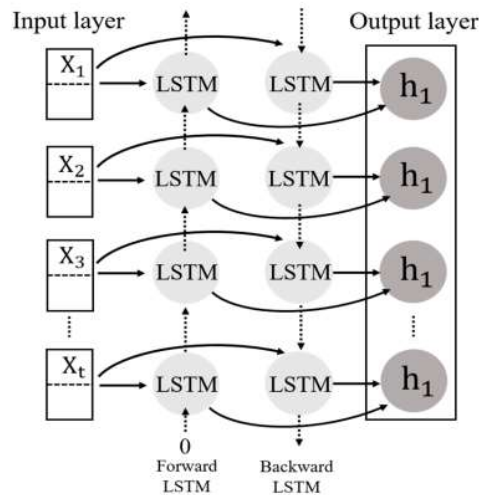 Input layer
Output layer
X₁
LSTM
LSTM
h₁
X₂
LSTM
LSTM
h₁
X₃
LSTM
LSTM
h₁
Xₜ
LSTM
LSTM
h₁
0
Forward
LSTM
Backward
LSTM